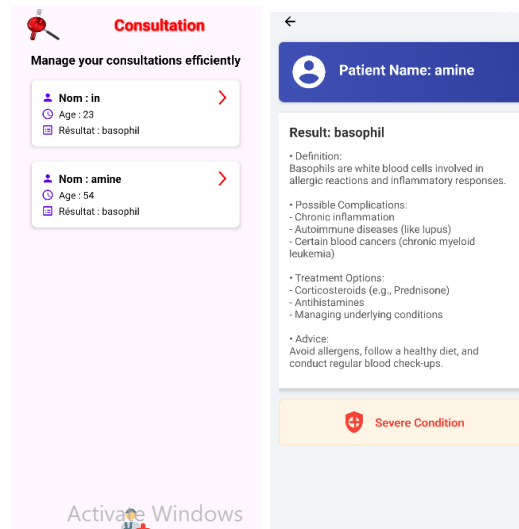 Consultation
Manage your consultations efficiently
Nom : in
Age : 23
Résultat : basophil
Nom : amine
Age : 54
Résultat : basophil
Activate Windows
Patient Name: amine
Result: basophil
• Definition:
Basophils are white blood cells involved in
allergic reactions and inflammatory responses.
• Possible Complications:
- Chronic inflammation
- Autoimmune diseases (like lupus)
- Certain blood cancers (chronic myeloid
leukemia)
• Treatment Options:
- Corticosteroids (e.g., Prednisone)
- Antihistamines
- Managing underlying conditions
• Advice:
Avoid allergens, follow a healthy diet, and
conduct regular blood check-ups.
Severe Condition